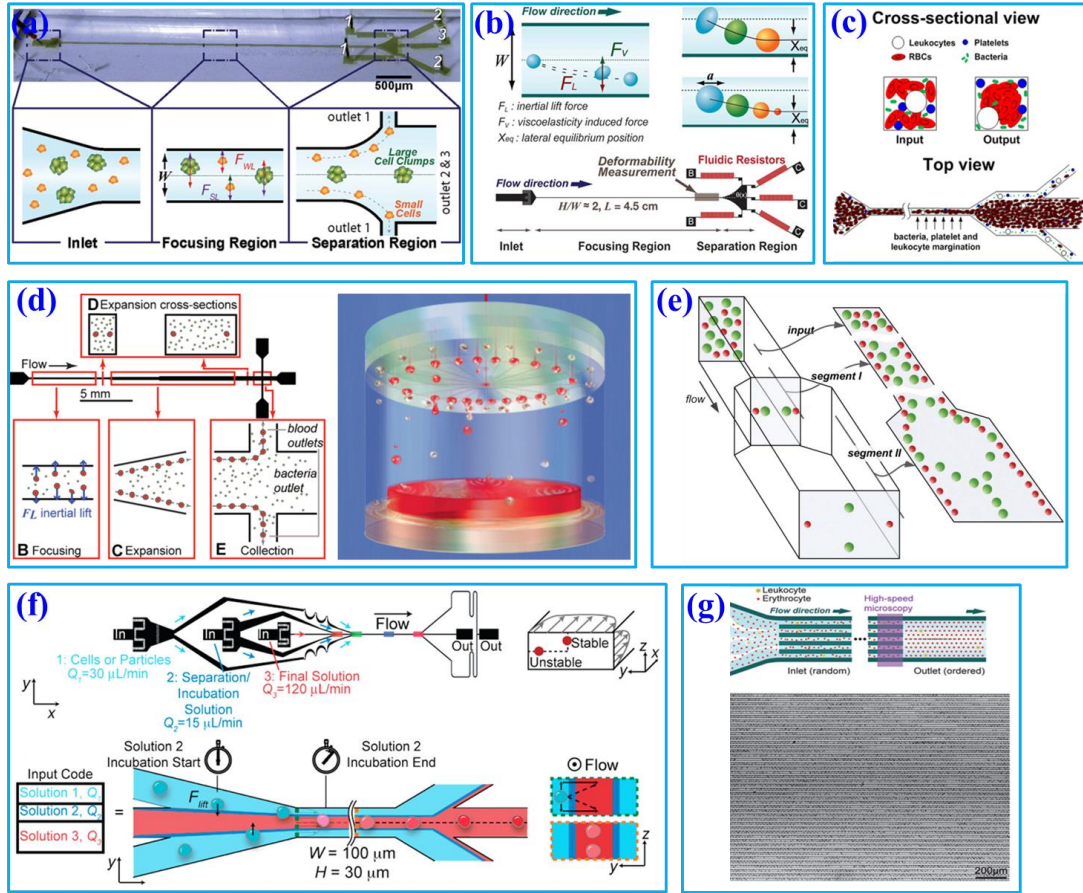 (a)
1
1
2
3
2
500μm
outlet 1
W
F_WL
F_SL
Large
Cell Clumps
Small
Cells
outlet 2 & 3
outlet 1
Inlet
Focusing Region
Separation Region
(b)
Flow direction
W
F_V
F_L
X_eq
a
X_eq
F_L : inertial lift force
F_V : viscoelasticity induced force
X_eq : lateral equilibrium position
Deformability
Measurement
Fluidic Resistors
Flow direction
H/W ≈ 2, L = 4.5 cm
B
B
C
C
C
Inlet
Focusing Region
Separation Region
(c)
Cross-sectional view
Leukocytes
Platelets
RBCs
Bacteria
Input
Output
Top view
bacteria, platelet and
leukocyte margination
(d)
D Expansion cross-sections
Flow
5 mm
blood
outlets
bacteria
outlet
FL inertial lift
B Focusing
C Expansion
E Collection
(e)
input
segment I
flow
segment II
(f)
In
In
In
Flow
Out
Out
1: Cells or Particles
Q1=30 μL/min
2: Separation/
Incubation
Solution
Q2=15 μL/min
3: Final Solution
Q3=120 μL/min
y
x
Stable
Unstable
z
x
y
Solution 2
Incubation Start
Solution 2
Incubation End
Input Code
Solution 1, Q
Solution 2, Q
Solution 3, Q
=
F_lift
W = 100 μm
H = 30 μm
Flow
y
z
y
(g)
Leukocyte
Erythrocyte
Flow direction
High-speed
microscopy
Inlet (random)
Outlet (ordered)
200μm